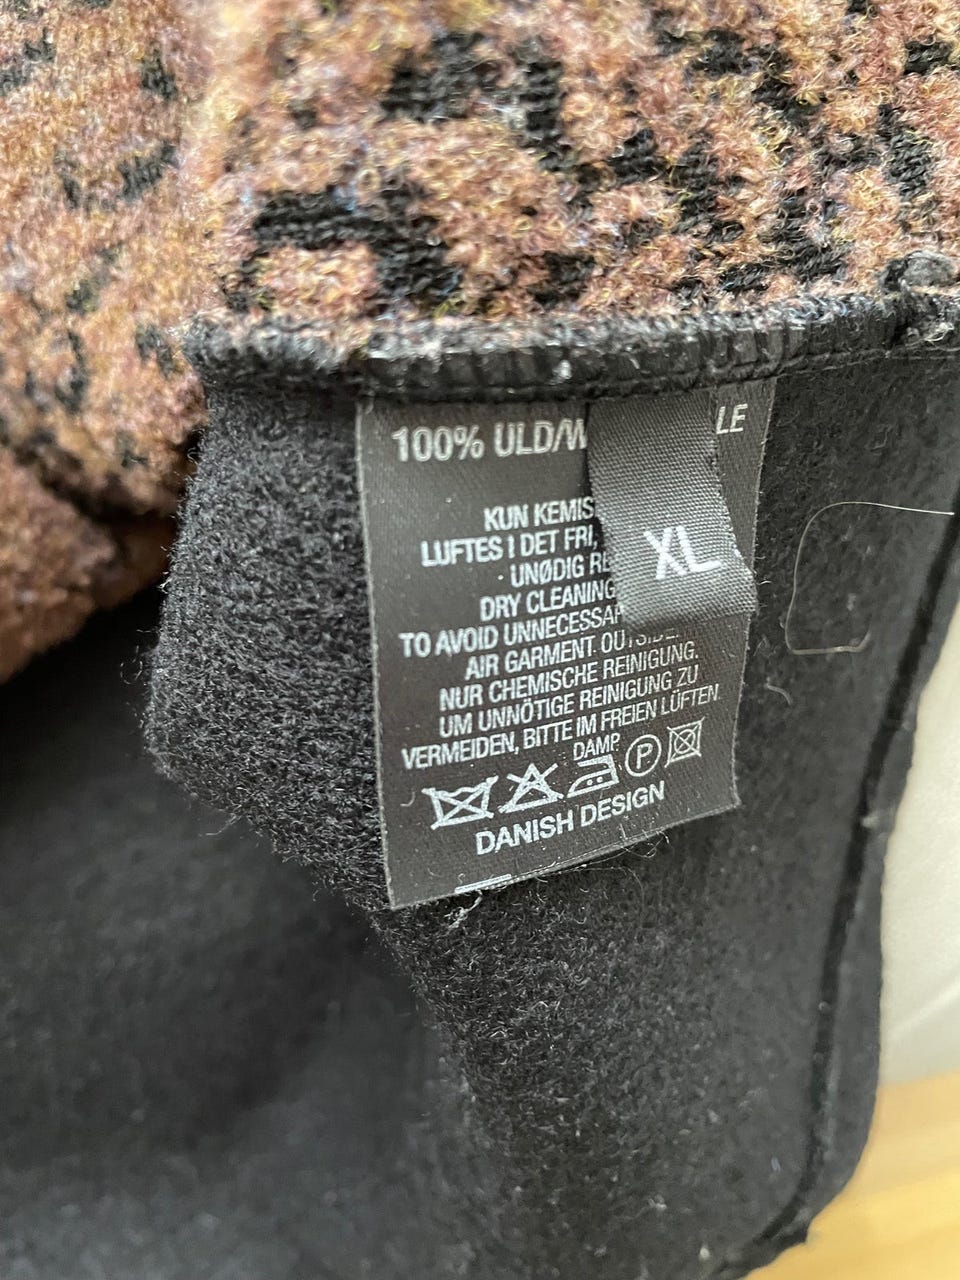 100% ULD/W LE
XL
KUN KEMIS
LUFTES I DET FRI,
UNØDIG RE
DRY CLEANING
TO AVOID UNNECESSAR
AIR GARMENT OUTSIDE.
NUR CHEMISCHE REINIGUNG.
UM UNNÖTIGE REINIGUNG ZU
VERMEIDEN, BITTE IM FREIEN LÜFTEN
DAMP
P
DANISH DESIGN